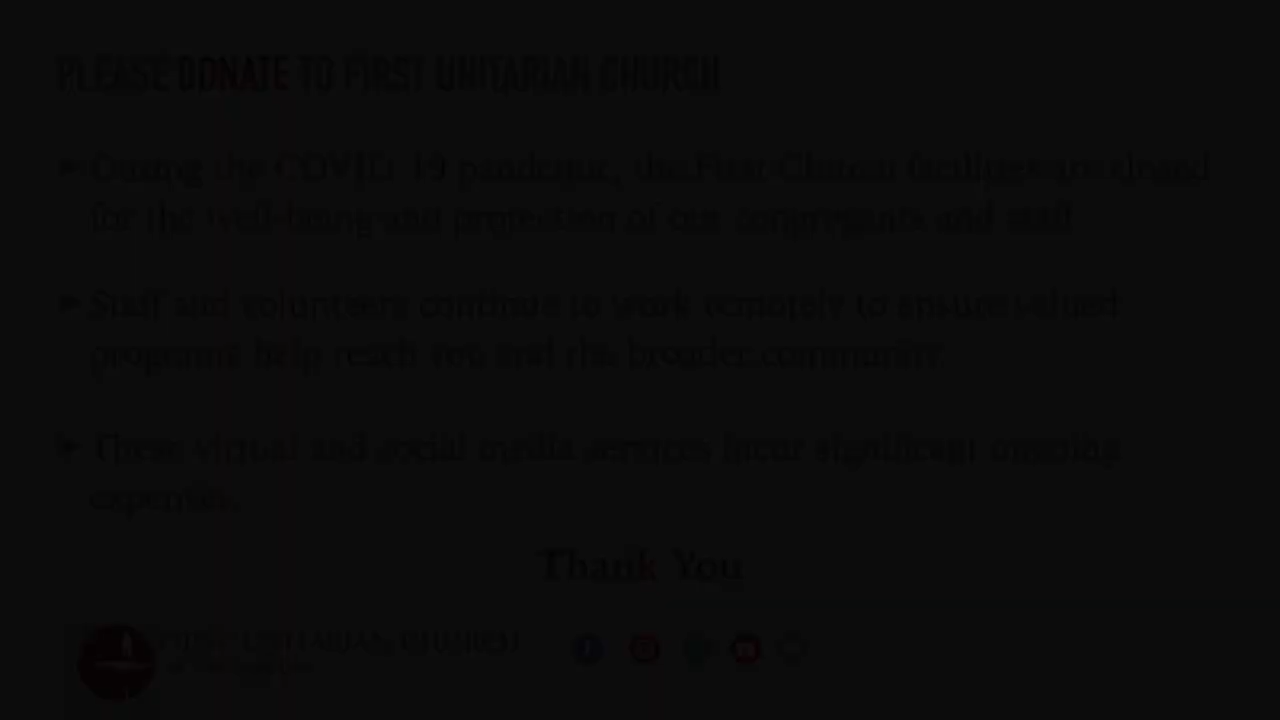 PLEASE DONATE TO FIRST UNITARIAN CHURCH
During the COVID-19 pandemic, the First Church facilities are closed
for the well-being and protection of our congregants and staff
Staff and volunteers continue to work remotely to ensure valued
programs help reach you and the broader community.
These virtual and social media services incur significant ongoing
expenses.
Thank You
FIRST UNITARIAN CHURCH